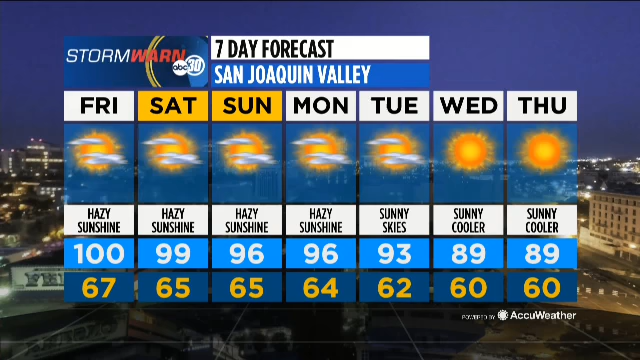 STORMWARN
abc30
7 DAY FORECAST
SAN JOAQUIN VALLEY
FRI SAT SUN MON TUE WED THU
HAZY SUNSHINE HAZY SUNSHINE HAZY SUNSHINE HAZY SUNSHINE SUNNY SKIES SUNNY COOLER SUNNY COOLER
100 99 96 96 93 89 89
67 65 65 64 62 60 60
POWERED BY AccuWeather